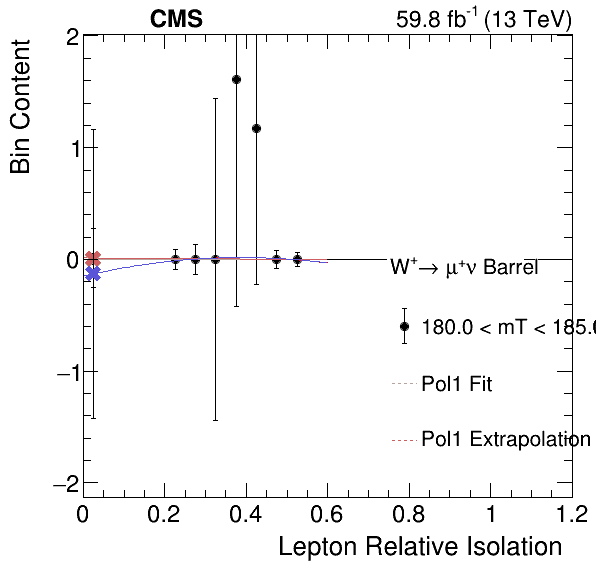 CMS 59.8 fb⁻¹ (13 TeV)
Bin Content
2
1
0
−1
−2
W⁺→ μ⁺ν Barrel
180.0 < mT < 185.0
Pol1 Fit
Pol1 Extrapolation
0 0.2 0.4 0.6 0.8 1 1.2
Lepton Relative Isolation